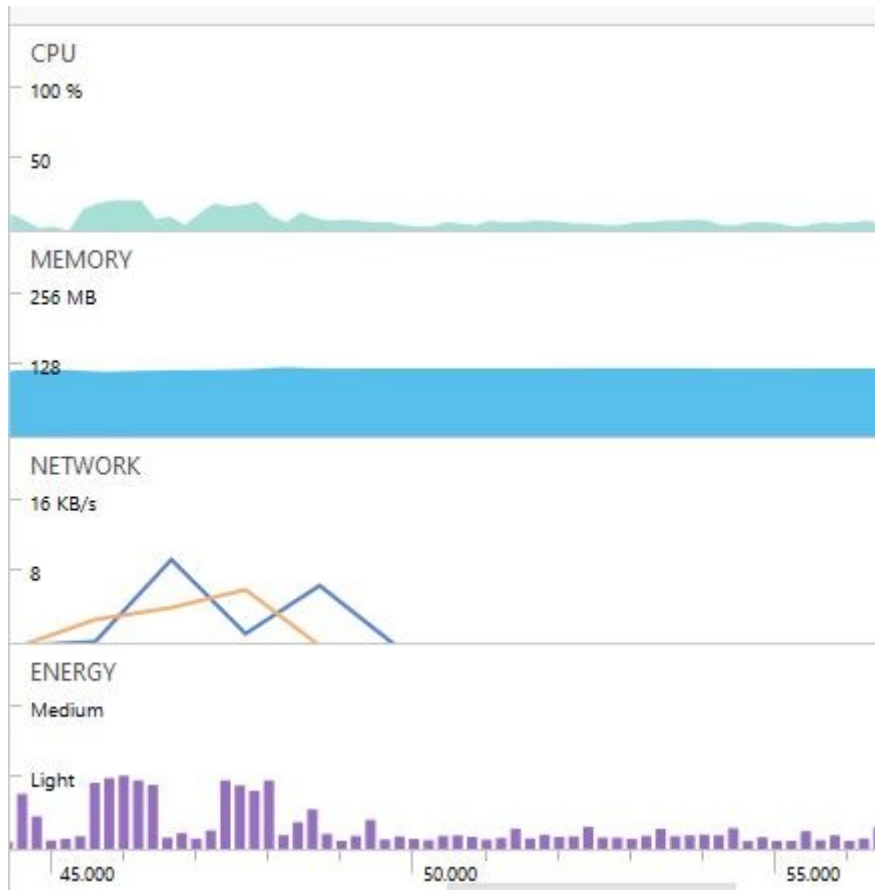 CPU
100 %
50
MEMORY
256 MB
128
NETWORK
16 KB/s
8
ENERGY
Medium
Light
45.000 50.000 55.000